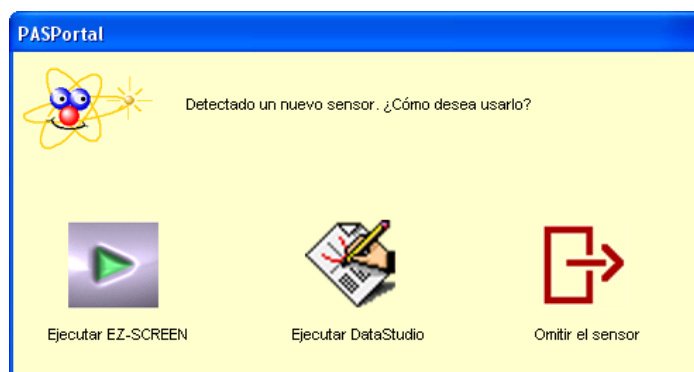 PASPortal
Detectado un nuevo sensor. ¿Cómo desea usarlo?
Ejecutar EZ-SCREEN
Ejecutar DataStudio
Omitir el sensor